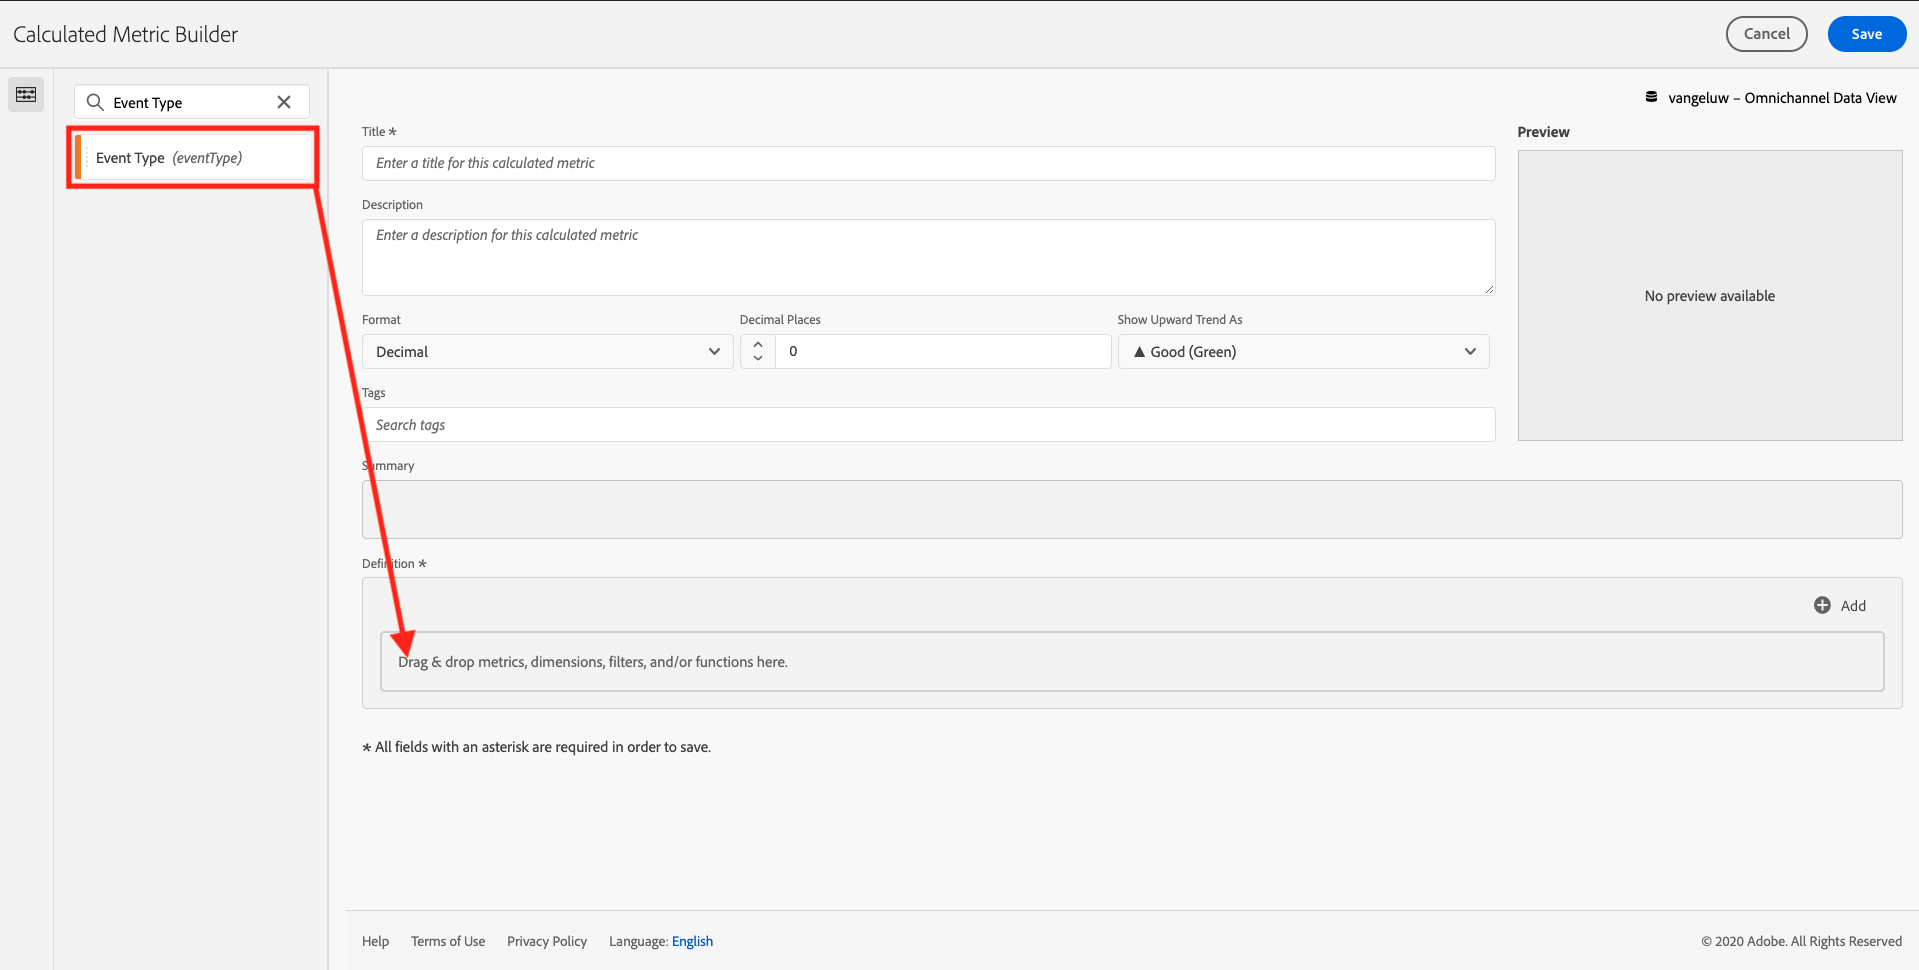 Calculated Metric Builder
Cancel
Save
Event Type
Event Type (eventType)
vangeluw – Omnichannel Data View
Title *
Enter a title for this calculated metric
Preview
No preview available
Description
Enter a description for this calculated metric
Format
Decimal Places
Show Upward Trend As
Decimal
0
▲ Good (Green)
Tags
Search tags
Summary
Definition *
Add
Drag & drop metrics, dimensions, filters, and/or functions here.
* All fields with an asterisk are required in order to save.
Help
Terms of Use
Privacy Policy
Language: English
© 2020 Adobe. All Rights Reserved